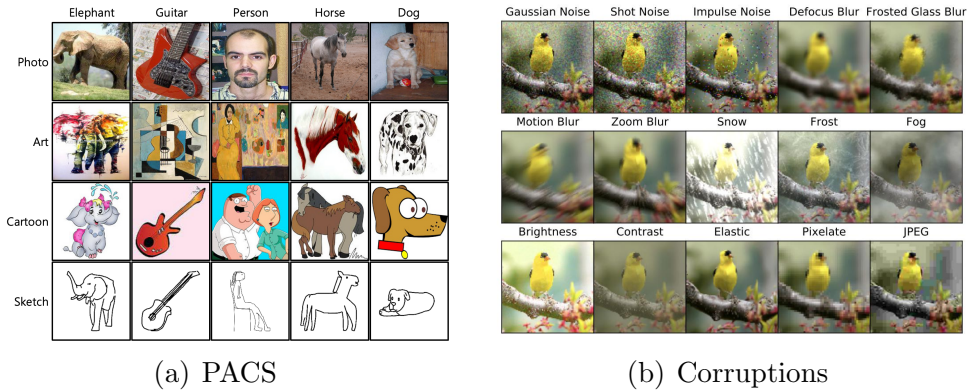 Elephant Guitar Person Horse Dog
Photo
Art
Cartoon
Sketch
(a) PACS
Gaussian Noise Shot Noise Impulse Noise Defocus Blur Frosted Glass Blur
Motion Blur Zoom Blur Snow Frost Fog
Brightness Contrast Elastic Pixelate JPEG
(b) Corruptions